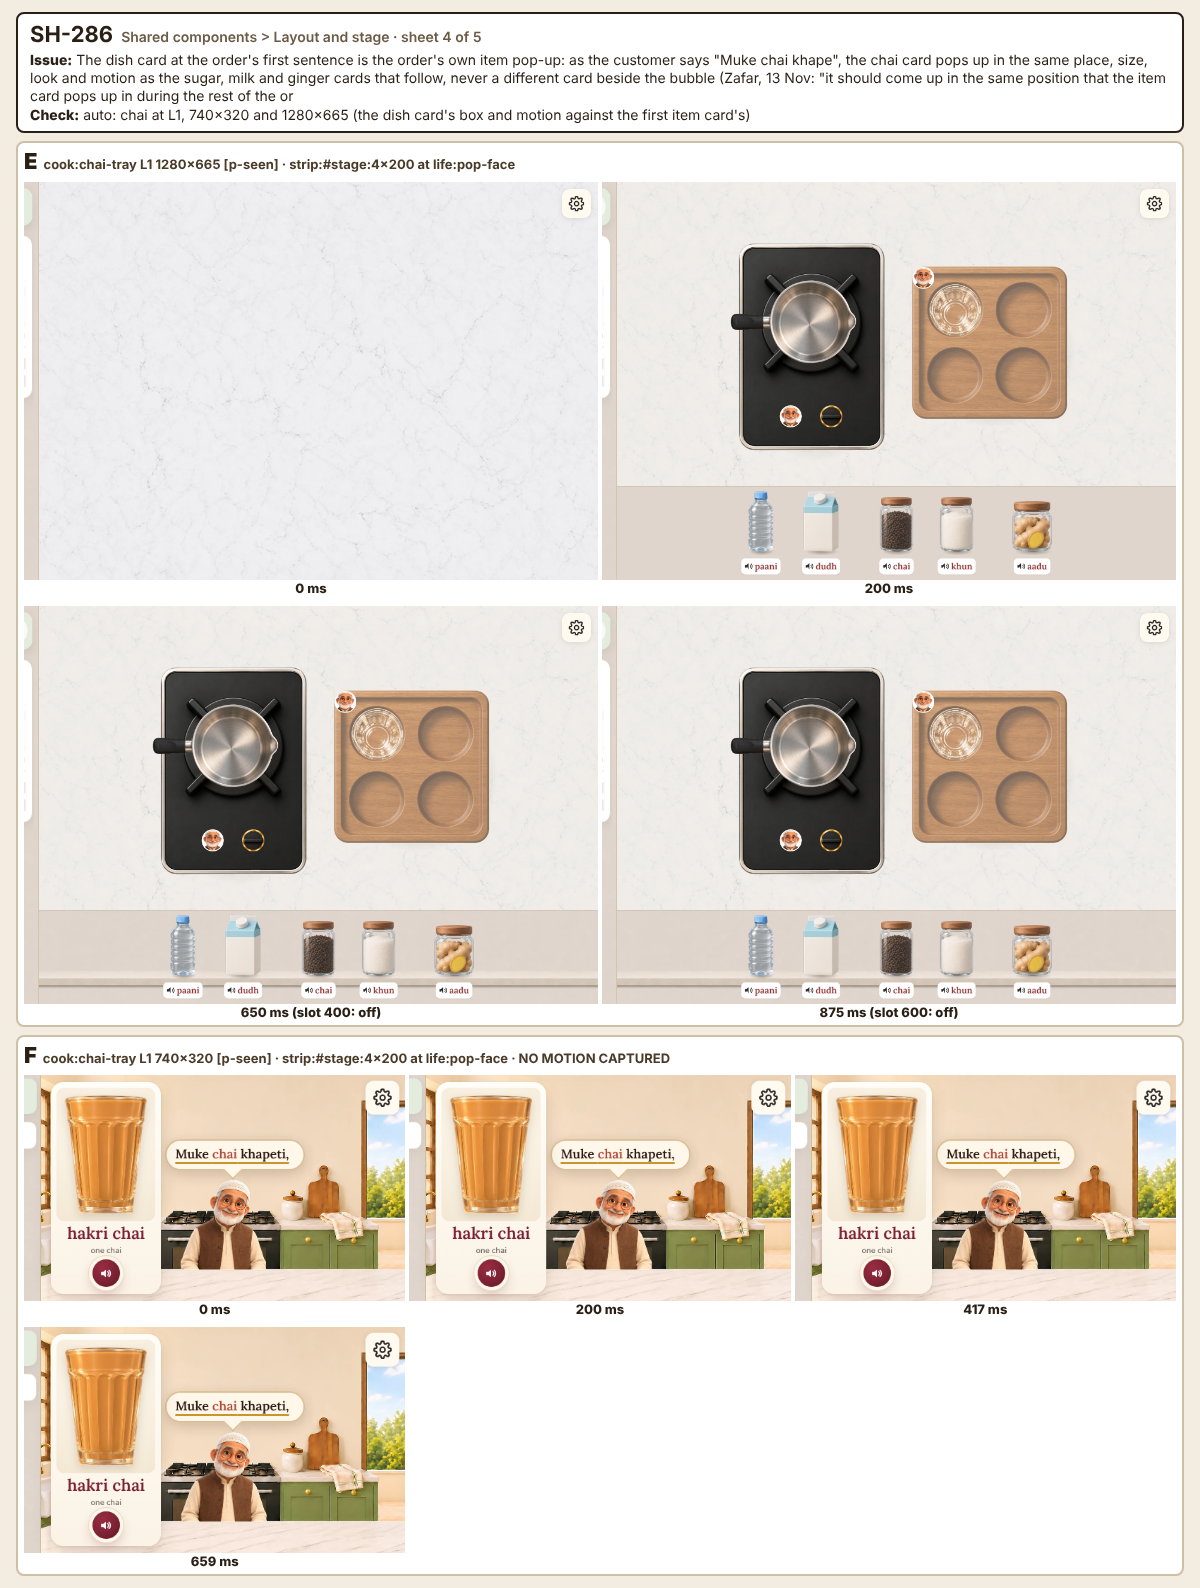 SH-286 Shared components > Layout and stage · sheet 4 of 5
Issue: The dish card at the order's first sentence is the order's own item pop-up: as the customer says "Muke chai khape", the chai card pops up in the same place, size,
look and motion as the sugar, milk and ginger cards that follow, never a different card beside the bubble (Zafar, 13 Nov: "it should come up in the same position that the item
card pops up in during the rest of the or
Check: auto: chai at L1, 740×320 and 1280×665 (the dish card's box and motion against the first item card's)
E cook:chai-tray L1 1280×665 [p-seen] · strip:#stage:4×200 at life:pop-face
paani dudh chai khun aadu
0 ms 200 ms
paani dudh chai khun aadu paani dudh chai khun aadu
650 ms (slot 400: off) 875 ms (slot 600: off)
F cook:chai-tray L1 740×320 [p-seen] · strip:#stage:4×200 at life:pop-face · NO MOTION CAPTURED
Muke chai khapeti, Muke chai khapeti, Muke chai khapeti,
hakri chai hakri chai hakri chai
one chai one chai one chai
0 ms 200 ms 417 ms
Muke chai khapeti,
hakri chai
one chai
659 ms